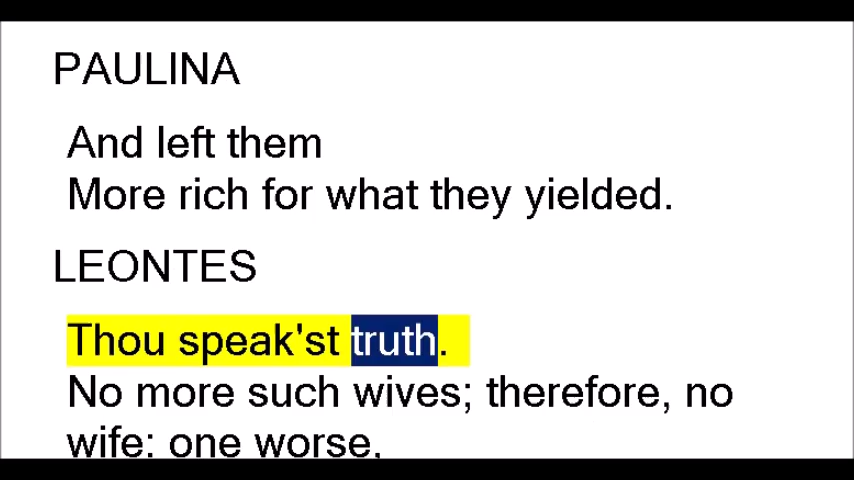 PAULINA
And left them
More rich for what they yielded.
LEONTES
Thou speak'st truth.
No more such wives; therefore, no
wife: one worse,